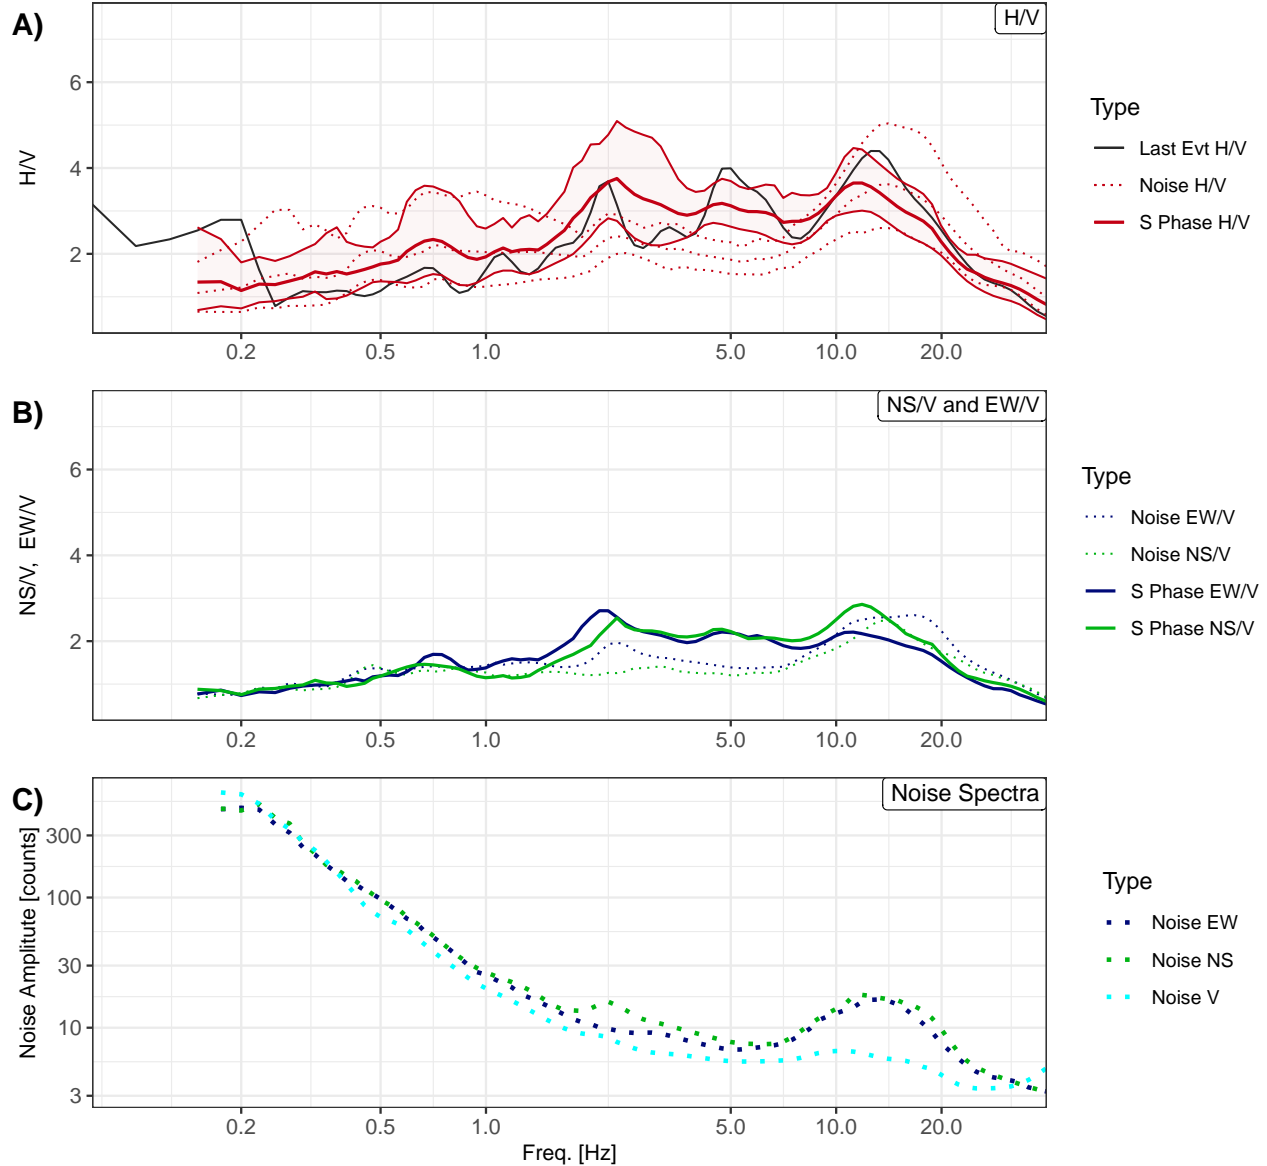 A)
H/V
6
4
2
H/V
0.2 0.5 1.0 5.0 10.0 20.0
Type
Last Evt H/V
Noise H/V
S Phase H/V
B)
NS/V and EW/V
6
4
2
NS/V, EW/V
0.2 0.5 1.0 5.0 10.0 20.0
Type
Noise EW/V
Noise NS/V
S Phase EW/V
S Phase NS/V
C)
Noise Spectra
300
100
30
10
3
Noise Amplitute [counts]
0.2 0.5 1.0 5.0 10.0 20.0
Freq. [Hz]
Type
Noise EW
Noise NS
Noise V